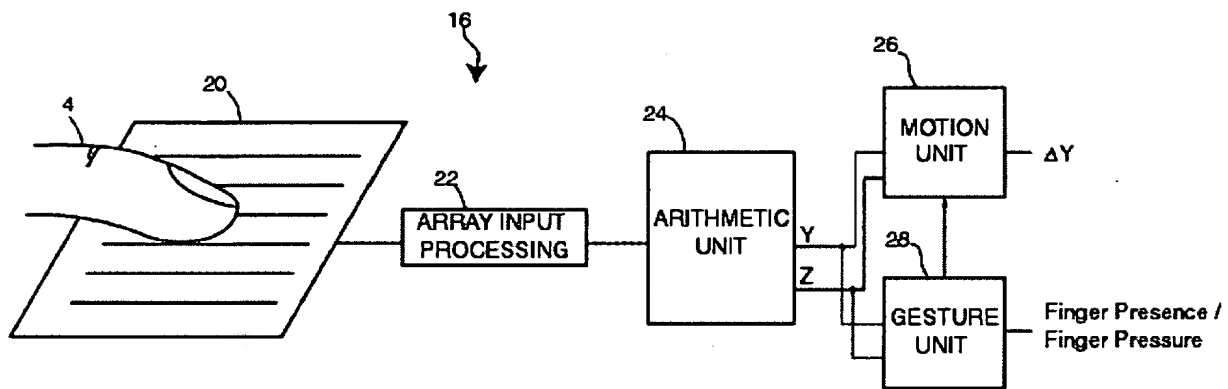 16
26
20
4
24
MOTION
UNIT
ΔY
22
ARRAY INPUT
PROCESSING
ARITHMETIC
UNIT
Y
Z
28
GESTURE
UNIT
Finger Presence /
Finger Pressure